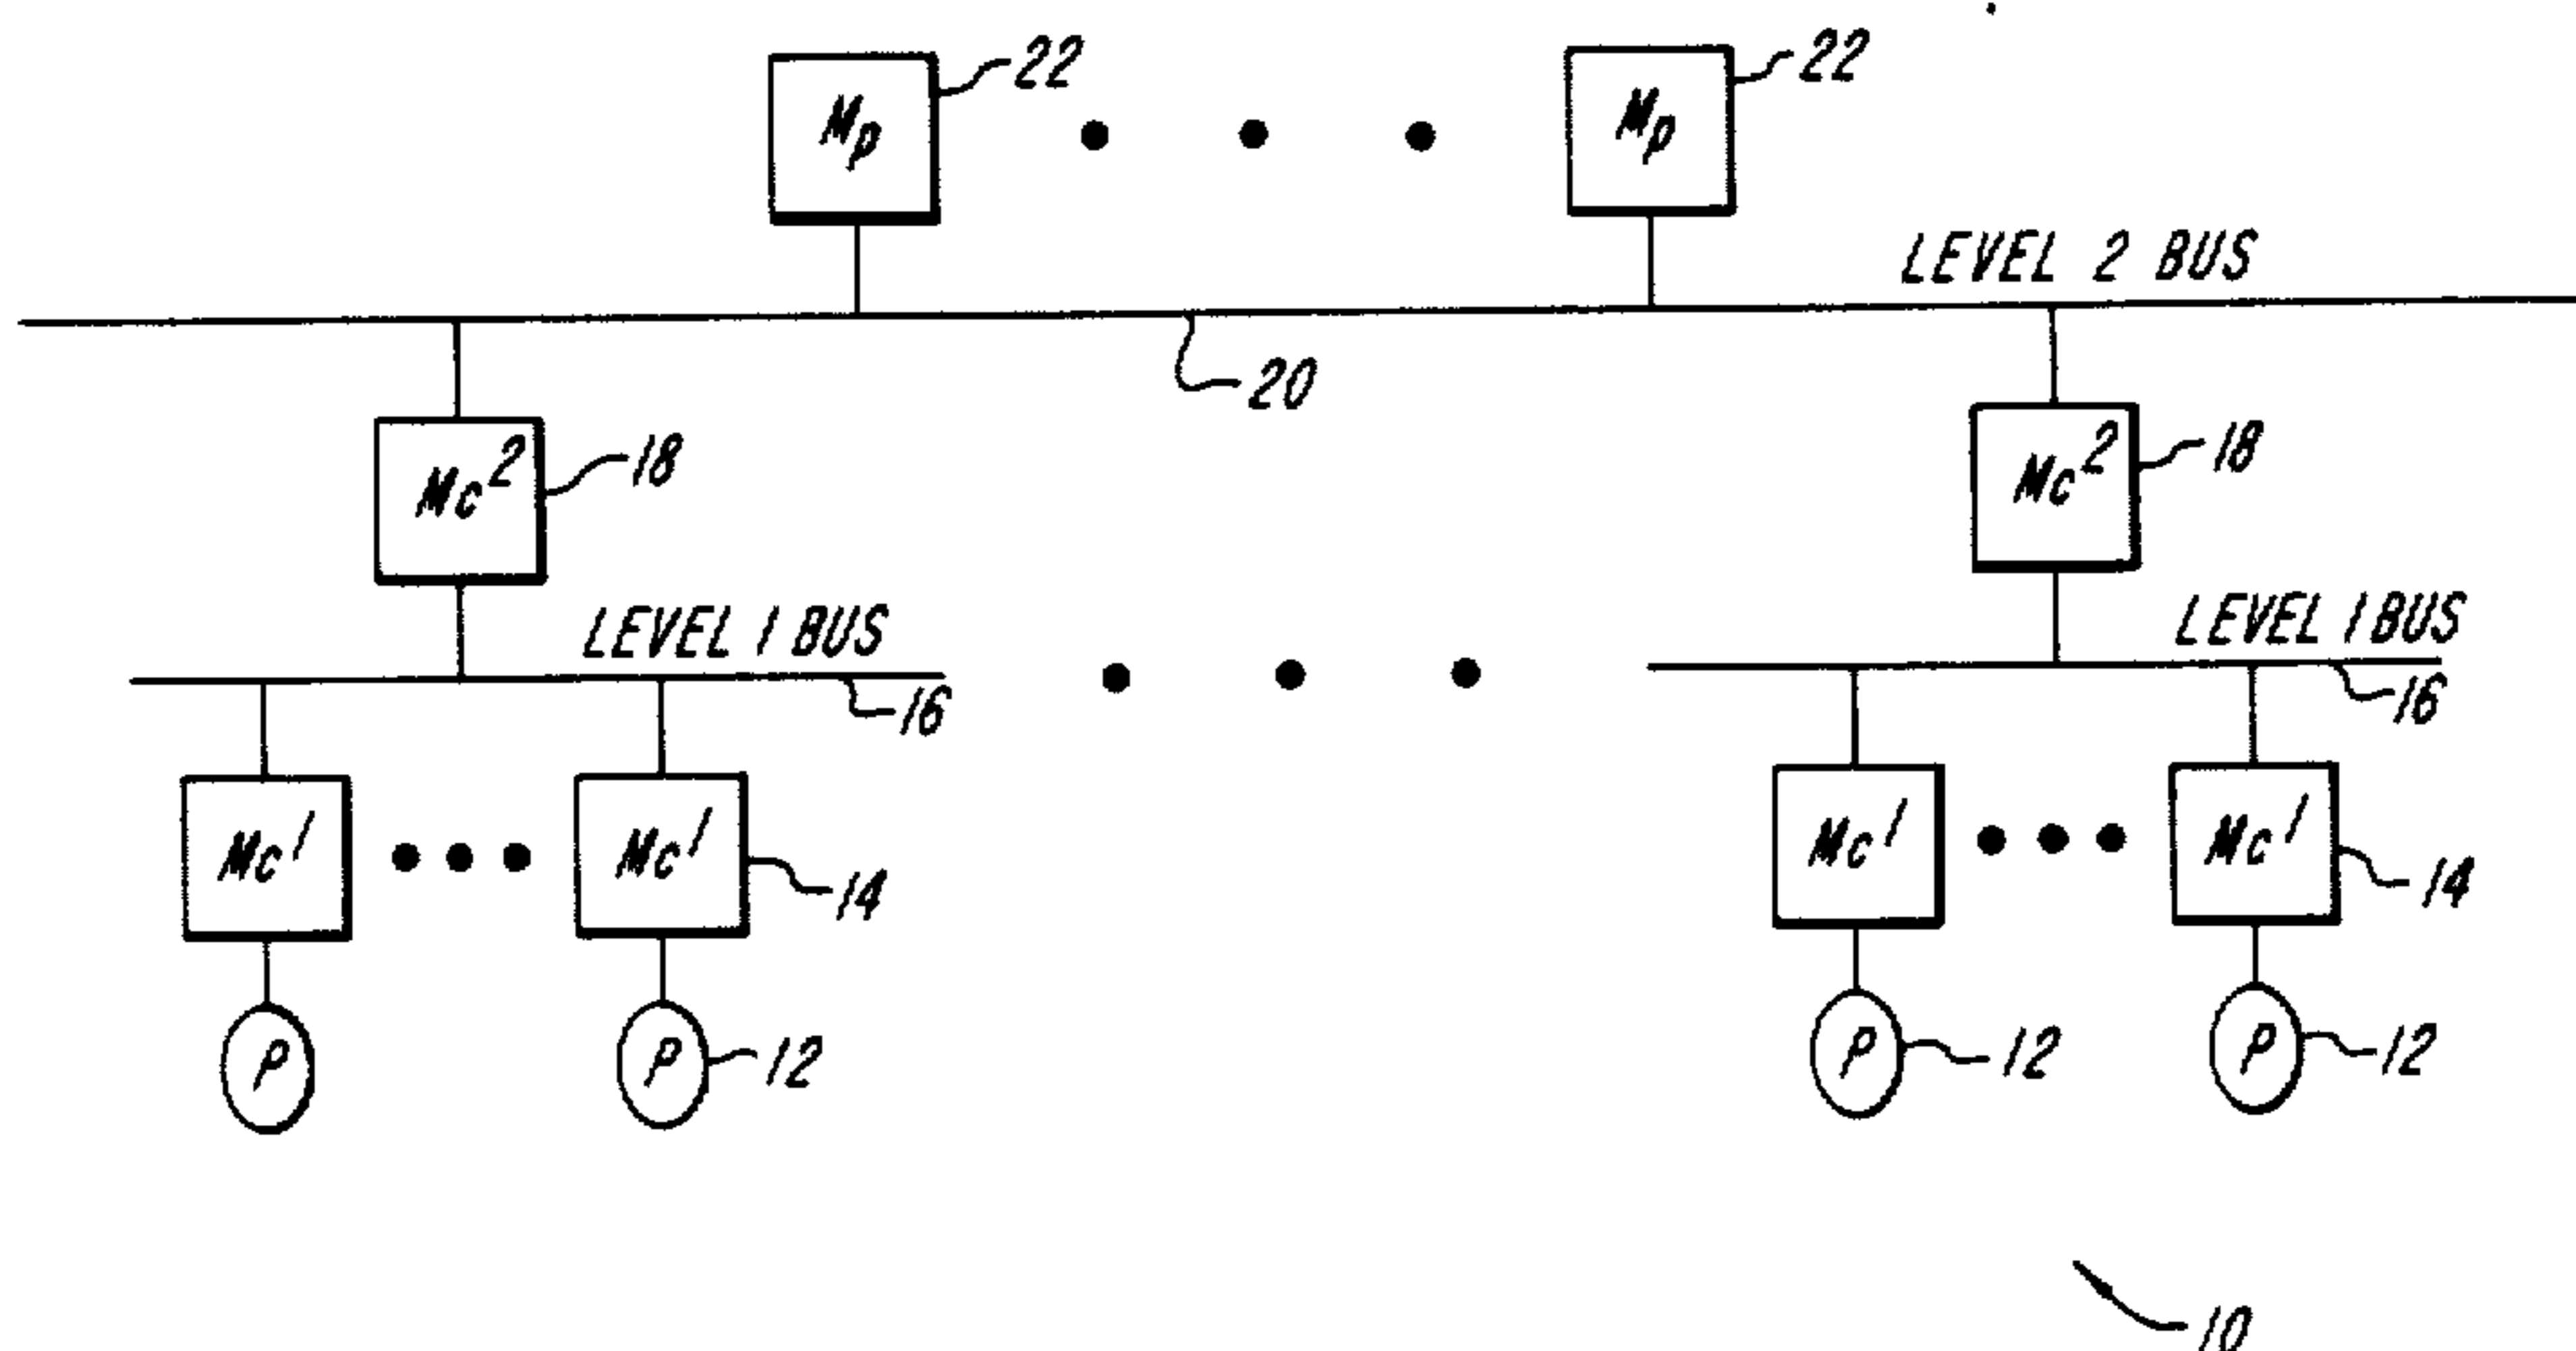 Mp 22 Mp 22
LEVEL 2 BUS
20
Mc2 18 Mc2 18
LEVEL 1 BUS LEVEL 1 BUS
16 16
Mc1 Mc1 14 Mc1 Mc1 14
P P 12 P 12 P 12
10